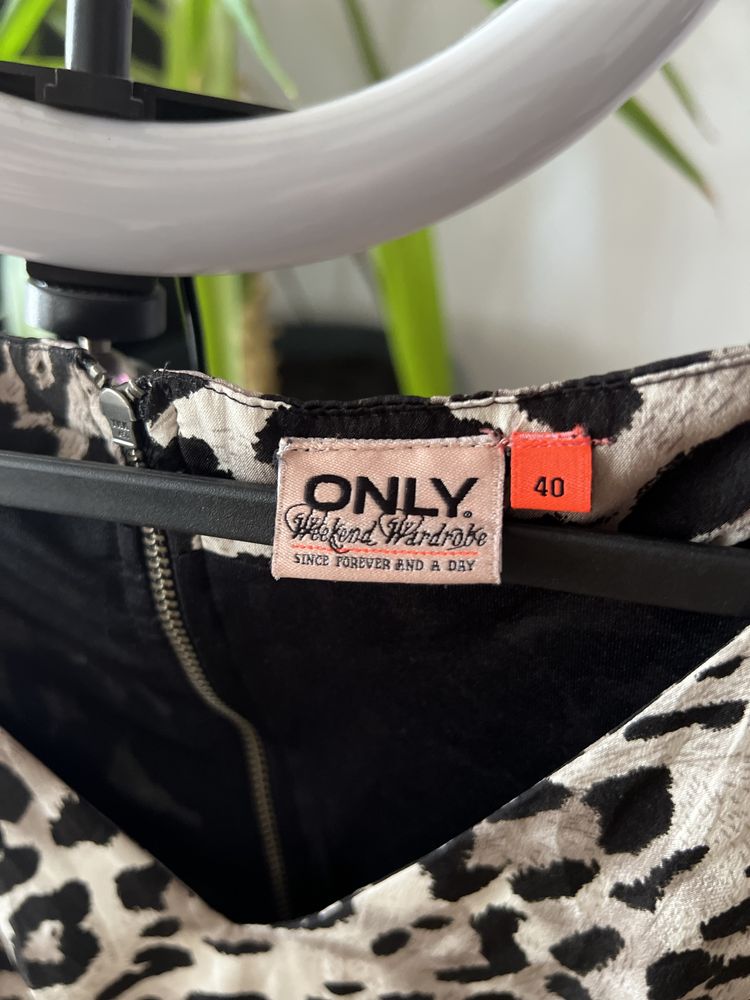 ONLY.
Weekend Wardrobe
SINCE FOREVER AND A DAY
40